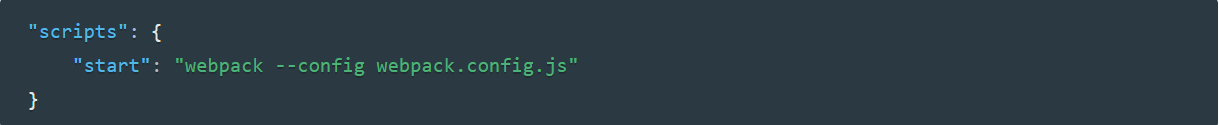 "scripts": {
    "start": "webpack --config webpack.config.js"
}